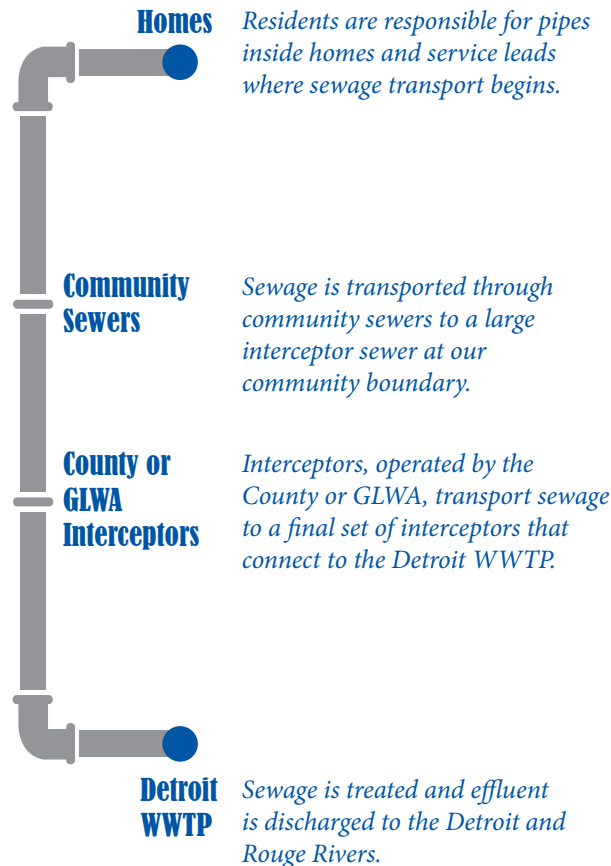 Homes
Residents are responsible for pipes
inside homes and service leads
where sewage transport begins.
Community
Sewers
Sewage is transported through
community sewers to a large
interceptor sewer at our
community boundary.
County or
GLWA
Interceptors
Interceptors, operated by the
County or GLWA, transport sewage
to a final set of interceptors that
connect to the Detroit WWTP.
Detroit
WWTP
Sewage is treated and effluent
is discharged to the Detroit and
Rouge Rivers.